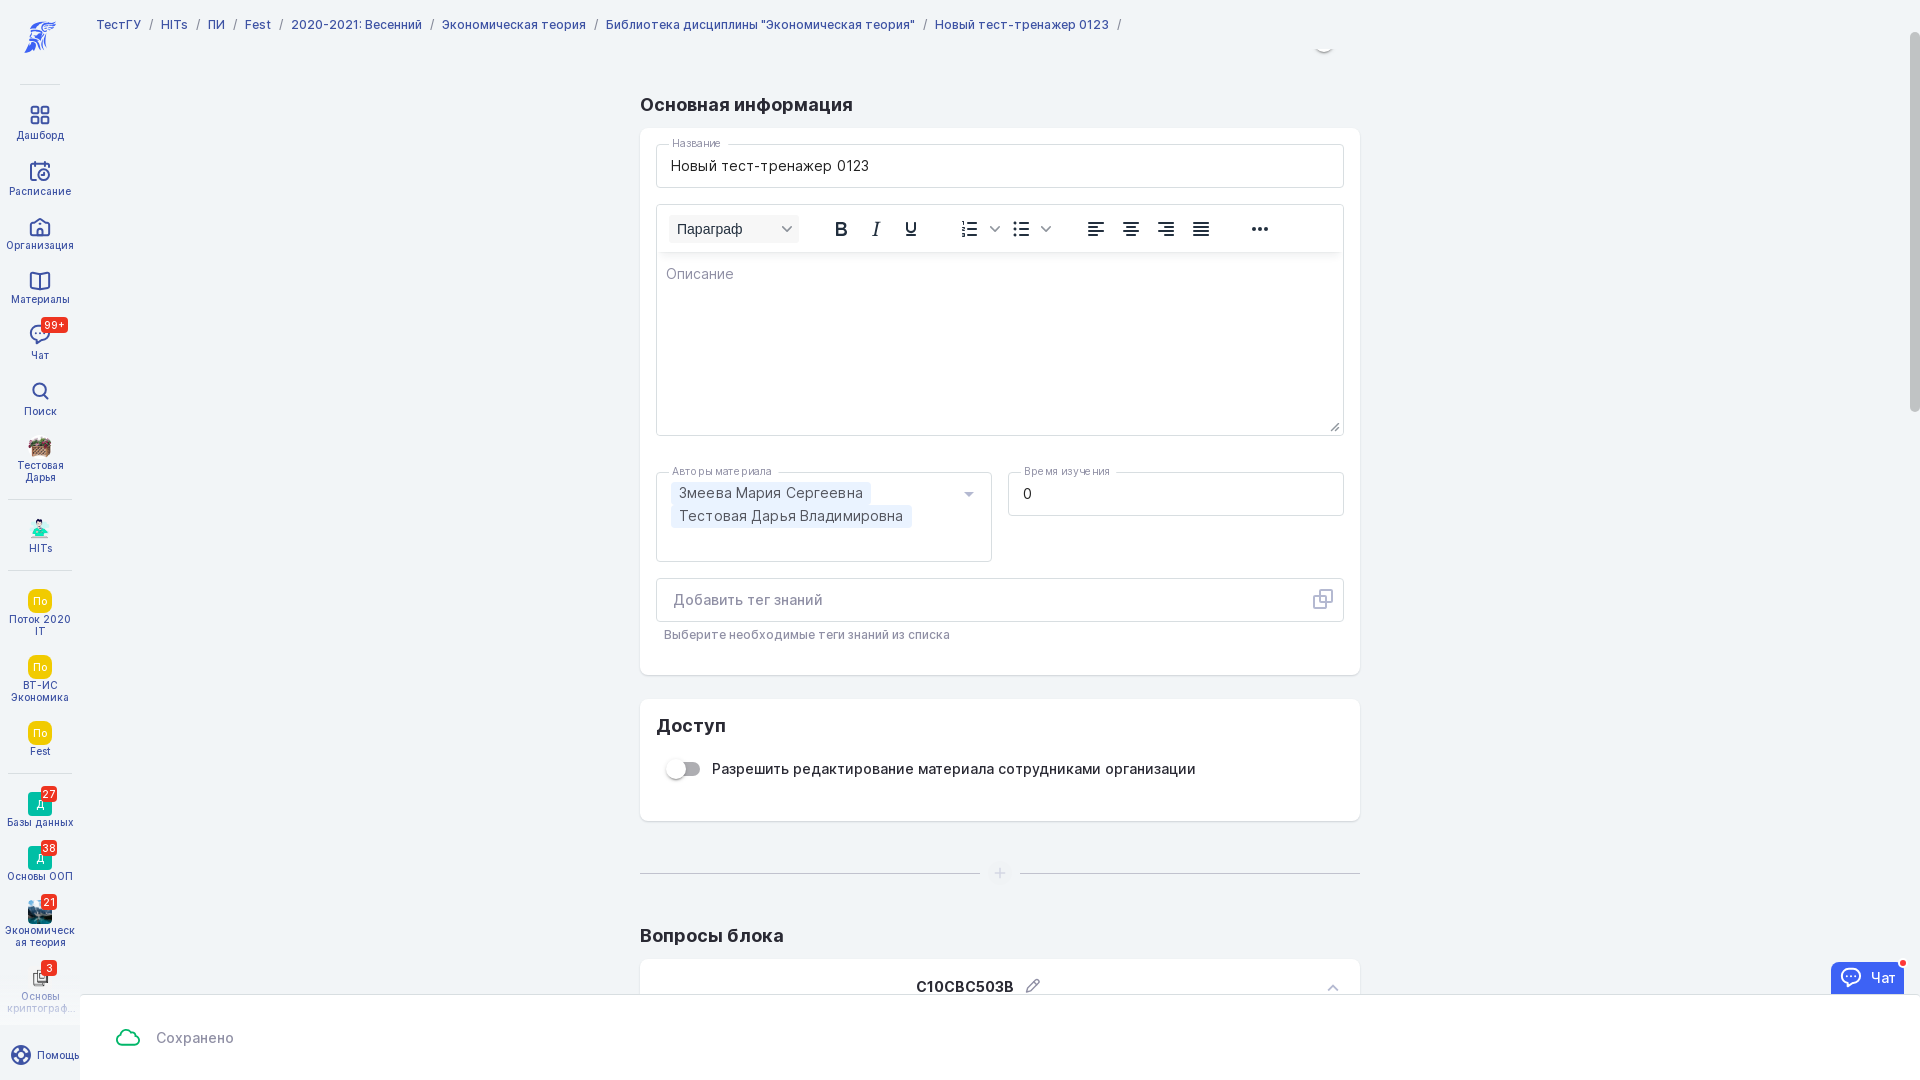 ТестГУ / HITs / ПИ / Fest / 2020-2021: Весенний / Экономическая теория / Библиотека дисциплины "Экономическая теория" / Новый тест-тренажер 0123 /
Дашборд
Расписание
Организация
Материалы
99+
Чат
Поиск
Тестовая
Дарья
HITs
По
Поток 2020
IT
По
ВТ-ИС
Экономика
По
Fest
27
Д
Базы данных
38
Д
Основы ООП
21
Экономическ
ая теория
3
Основы
криптограф...
Помощь
Основная информация
Название
Новый тест-тренажер 0123
Параграф
Описание
Авторы материала
Змеева Мария Сергеевна
Тестовая Дарья Владимировна
Время изучения
0
Добавить тег знаний
Выберите необходимые теги знаний из списка
Доступ
Разрешить редактирование материала сотрудниками организации
Вопросы блока
C10CBC503B
Чат
Сохранено